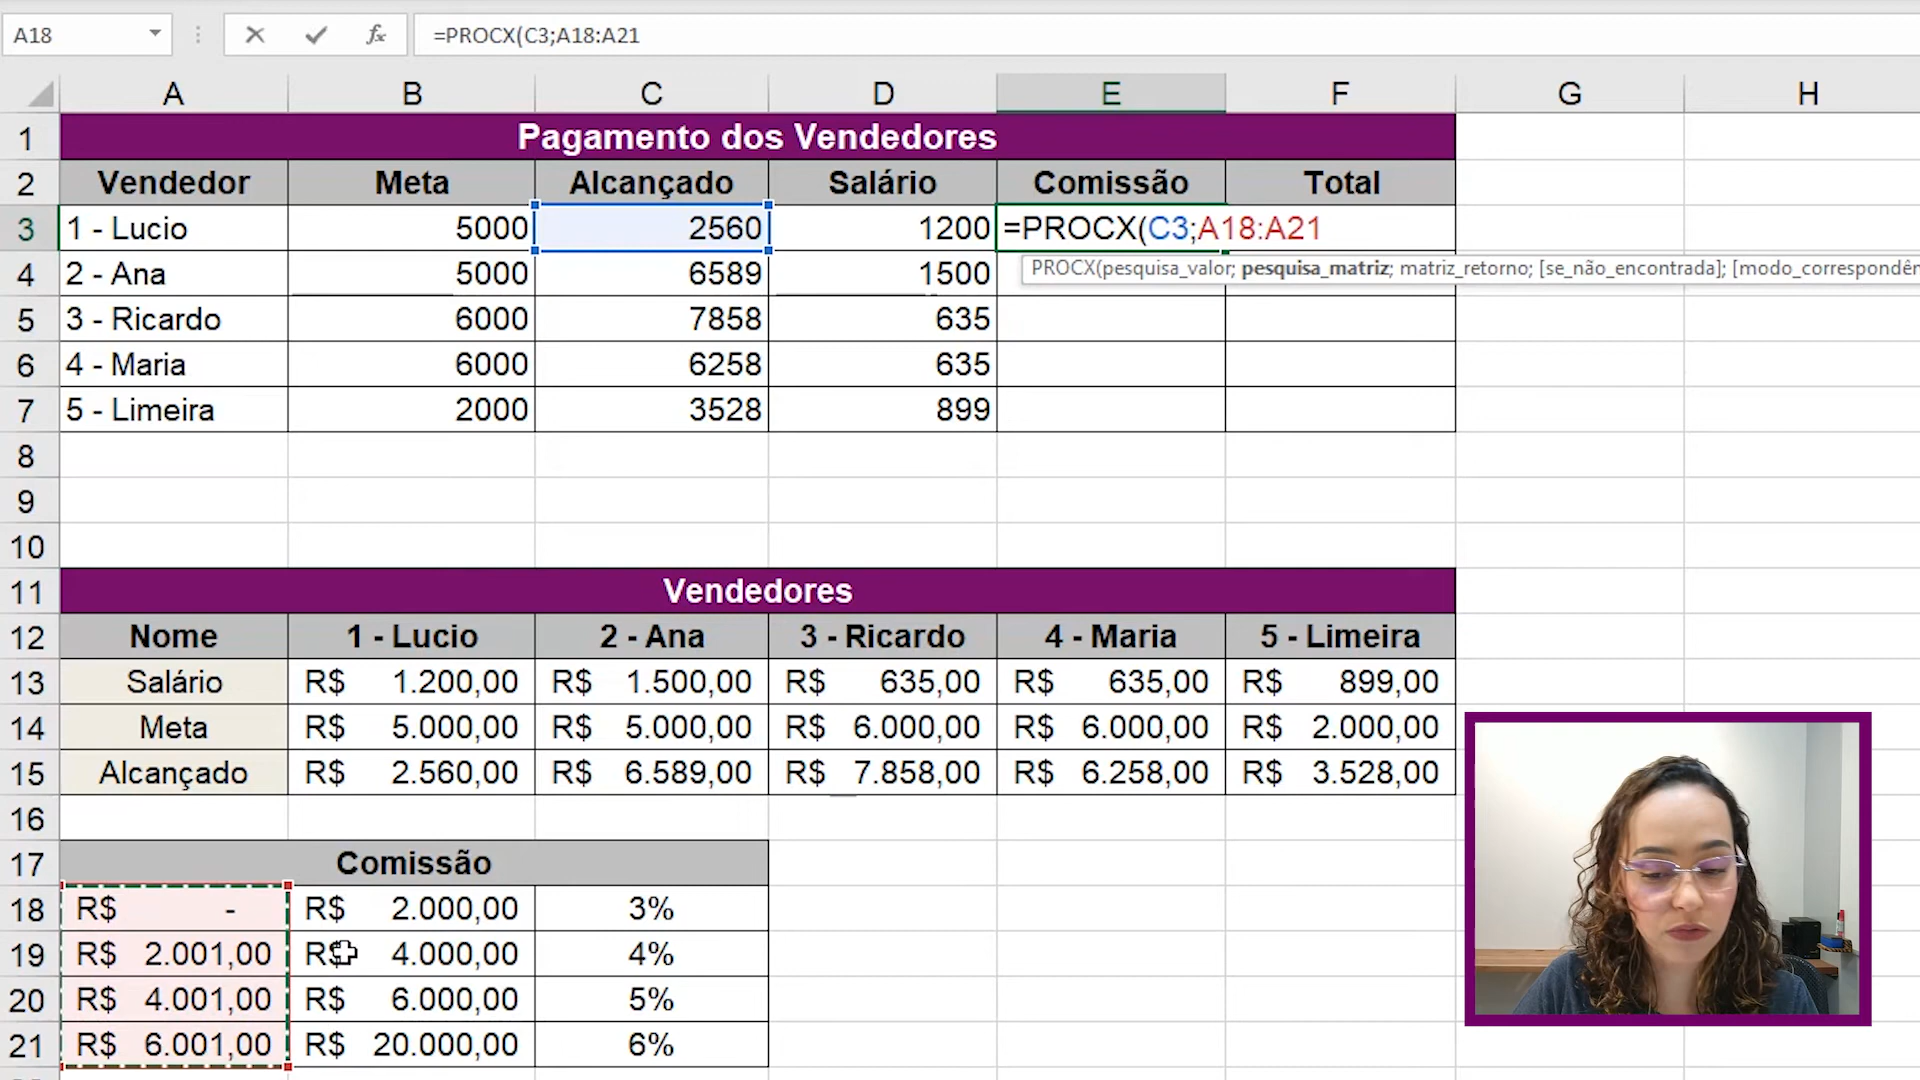 A18 fx =PROCX(C3;A18:A21
A B C D E F G H
1 Pagamento dos Vendedores
2 Vendedor Meta Alcançado Salário Comissão Total
3 1 - Lucio 5000 2560 1200 =PROCX(C3;A18:A21
PROCX(pesquisa_valor; pesquisa_matriz; matriz_retorno; [se_não_encontrada]; [modo_correspondên
4 2 - Ana 5000 6589 1500
5 3 - Ricardo 6000 7858 635
6 4 - Maria 6000 6258 635
7 5 - Limeira 2000 3528 899
8
9
10
11 Vendedores
12 Nome 1 - Lucio 2 - Ana 3 - Ricardo 4 - Maria 5 - Limeira
13 Salário R$ 1.200,00 R$ 1.500,00 R$ 635,00 R$ 635,00 R$ 899,00
14 Meta R$ 5.000,00 R$ 5.000,00 R$ 6.000,00 R$ 6.000,00 R$ 2.000,00
15 Alcançado R$ 2.560,00 R$ 6.589,00 R$ 7.858,00 R$ 6.258,00 R$ 3.528,00
16
17 Comissão
18 R$ - R$ 2.000,00 3%
19 R$ 2.001,00 R$ 4.000,00 4%
20 R$ 4.001,00 R$ 6.000,00 5%
21 R$ 6.001,00 R$ 20.000,00 6%